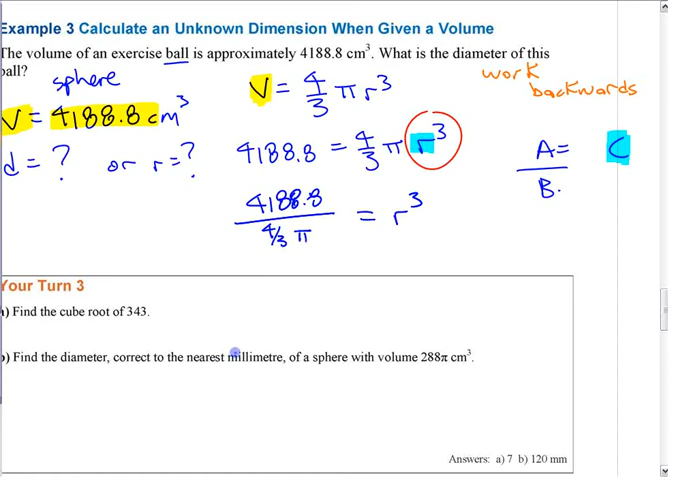 Example 3 Calculate an Unknown Dimension When Given a Volume
The volume of an exercise ball is approximately 4188.8 cm³. What is the diameter of this
ball?
sphere
V = 4/3 π r³
work
backwards
V = 4188.8 cm³
d = ? or r = ?
4188.8 = 4/3 π r³
A = C
B.
4188.8 / (4/3 π) = r³
Your Turn 3
a) Find the cube root of 343.
b) Find the diameter, correct to the nearest millimetre, of a sphere with volume 288π cm³.
Answers: a) 7 b) 120 mm